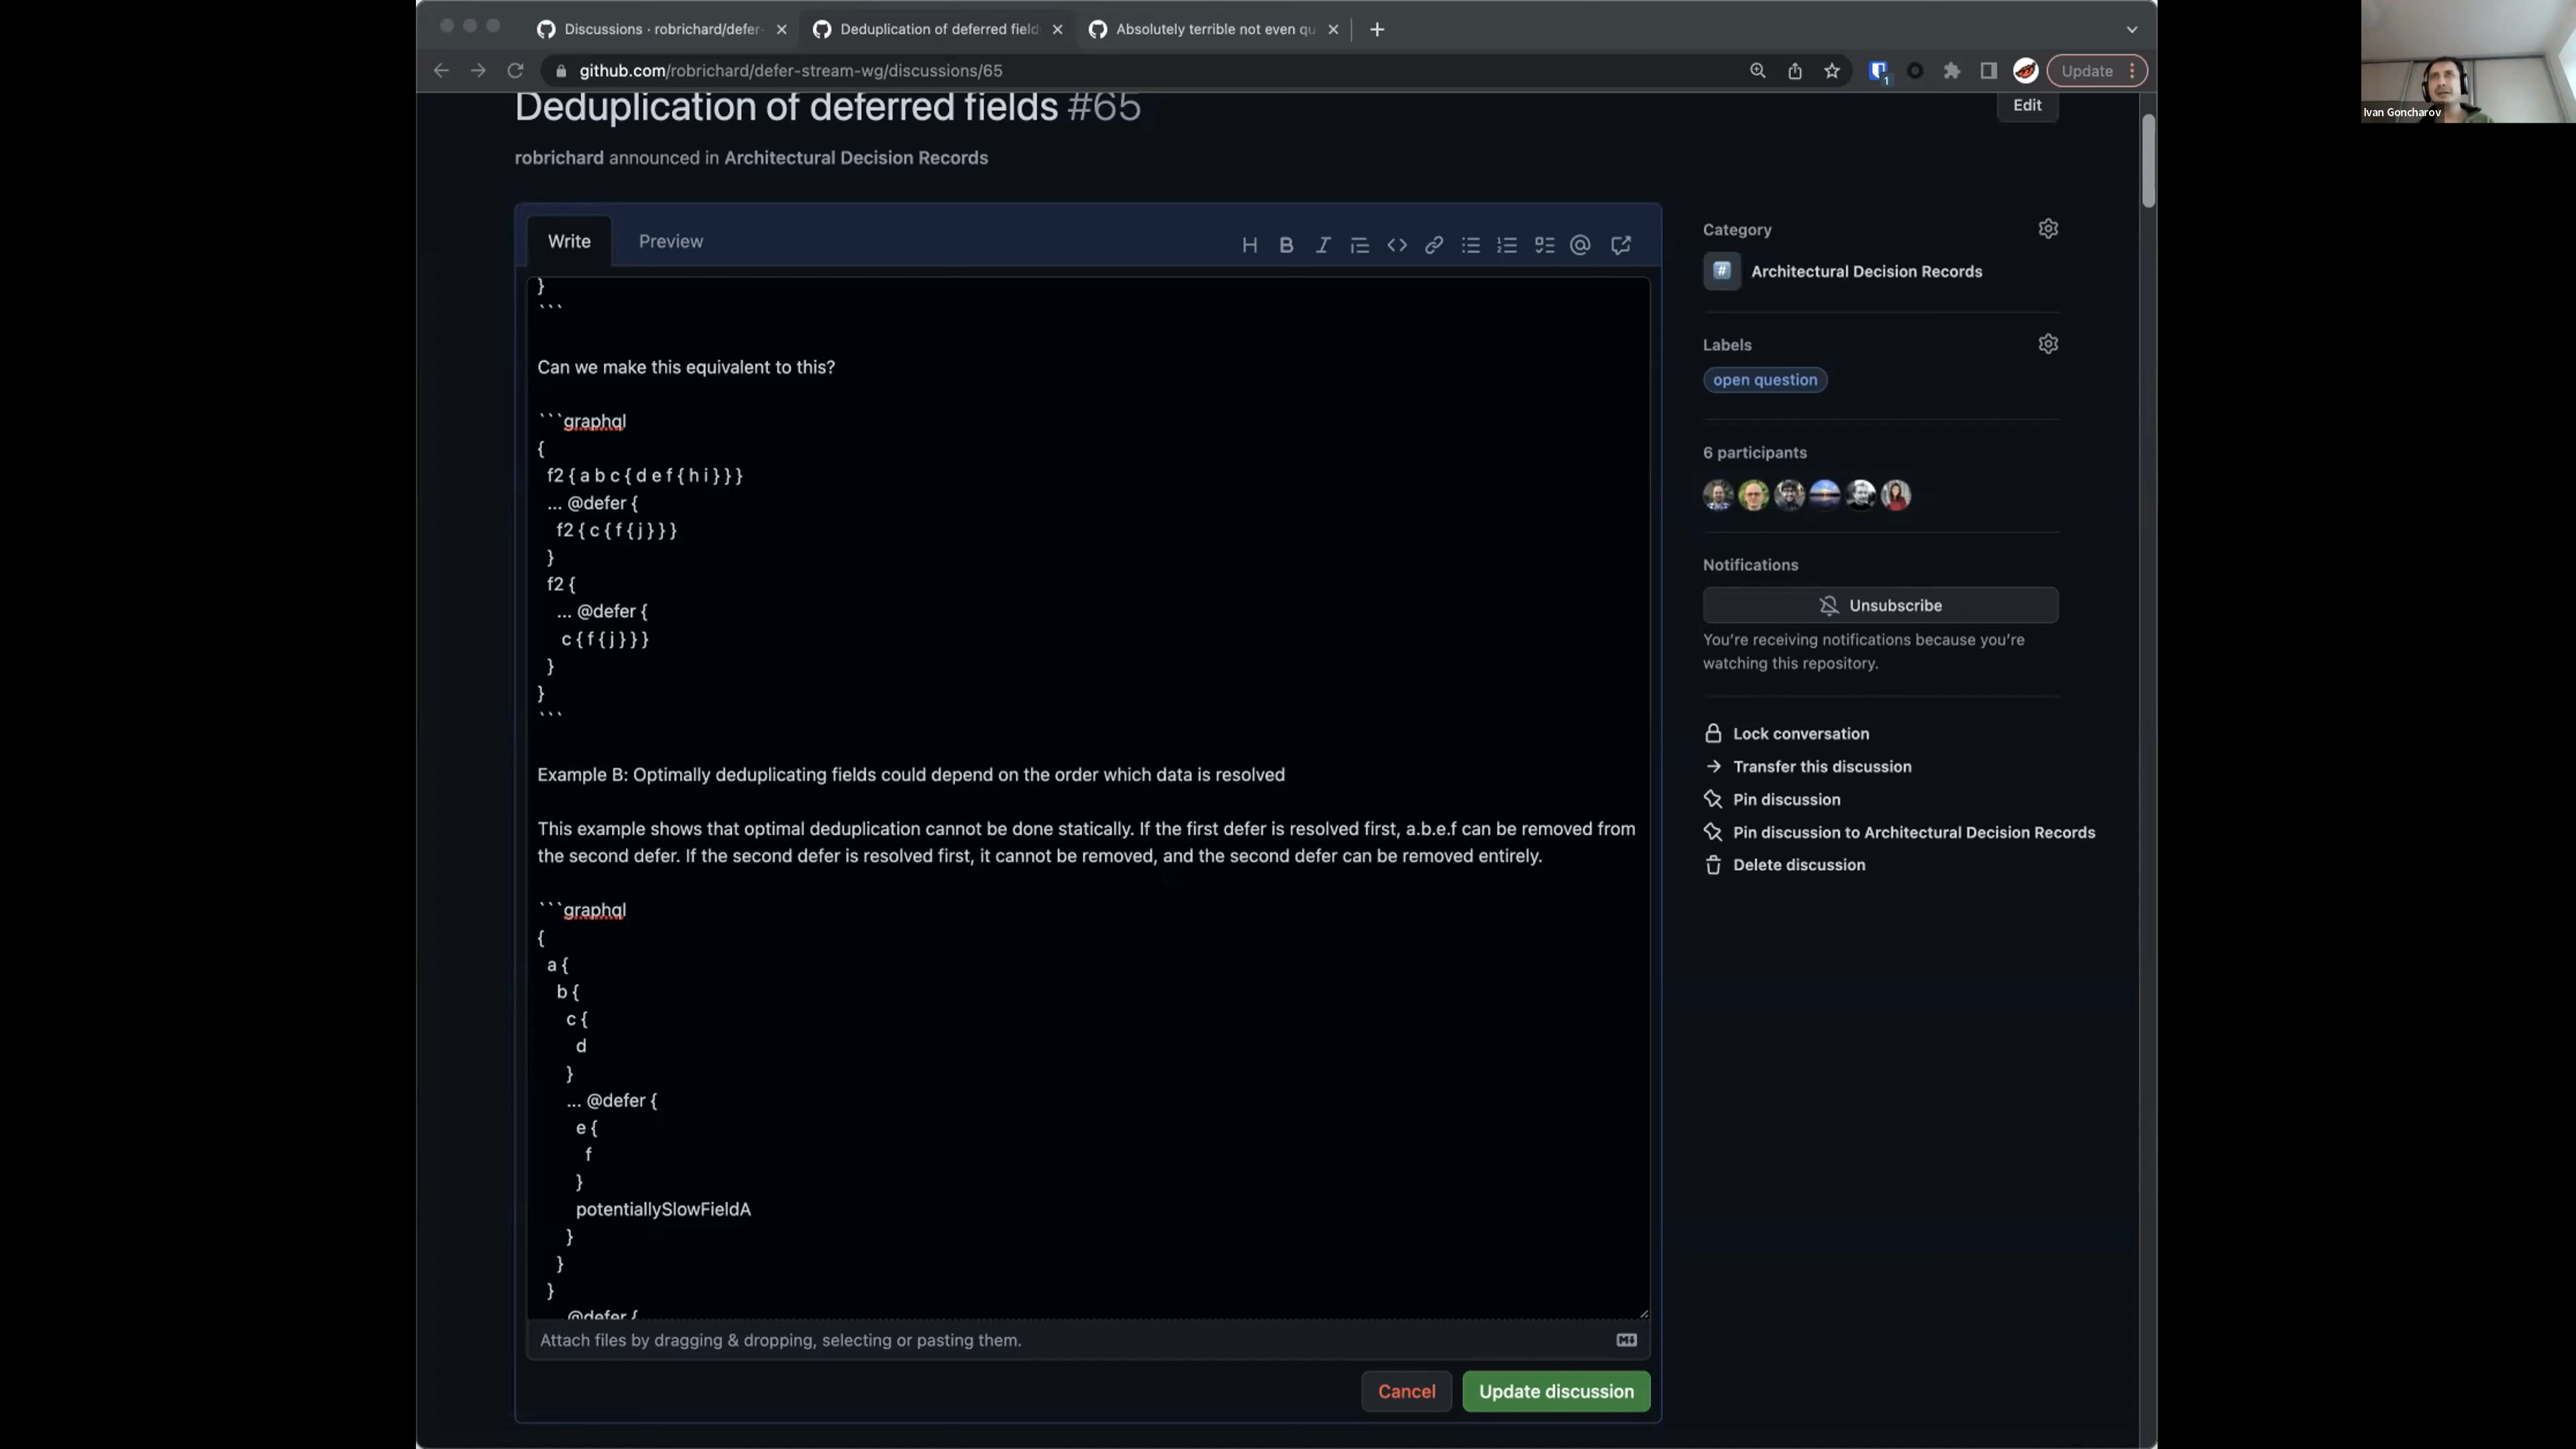 Discussions · robrichard/defer-
Deduplication of deferred field
Absolutely terrible not even qu
github.com/robrichard/defer-stream-wg/discussions/65
1
Update
Ivan Goncharov
Deduplication of deferred fields #65
Edit
robrichard announced in Architectural Decision Records
Write
Preview
}
```
Can we make this equivalent to this?
```graphql
{
f2 { a b c { d e f { h i } } }
... @defer {
f2 { c { f { j } } }
}
f2 {
... @defer {
c { f { j } } }
}
}
```
Example B: Optimally deduplicating fields could depend on the order which data is resolved
This example shows that optimal deduplication cannot be done statically. If the first defer is resolved first, a.b.e.f can be removed from
the second defer. If the second defer is resolved first, it cannot be removed, and the second defer can be removed entirely.
```graphql
{
a {
b {
c {
d
}
... @defer {
e {
f
}
potentiallySlowFieldA
}
}
}
@defer {
Attach files by dragging & dropping, selecting or pasting them.
Cancel
Update discussion
Category
# Architectural Decision Records
Labels
open question
6 participants
Notifications
Unsubscribe
You’re receiving notifications because you’re
watching this repository.
Lock conversation
Transfer this discussion
Pin discussion
Pin discussion to Architectural Decision Records
Delete discussion